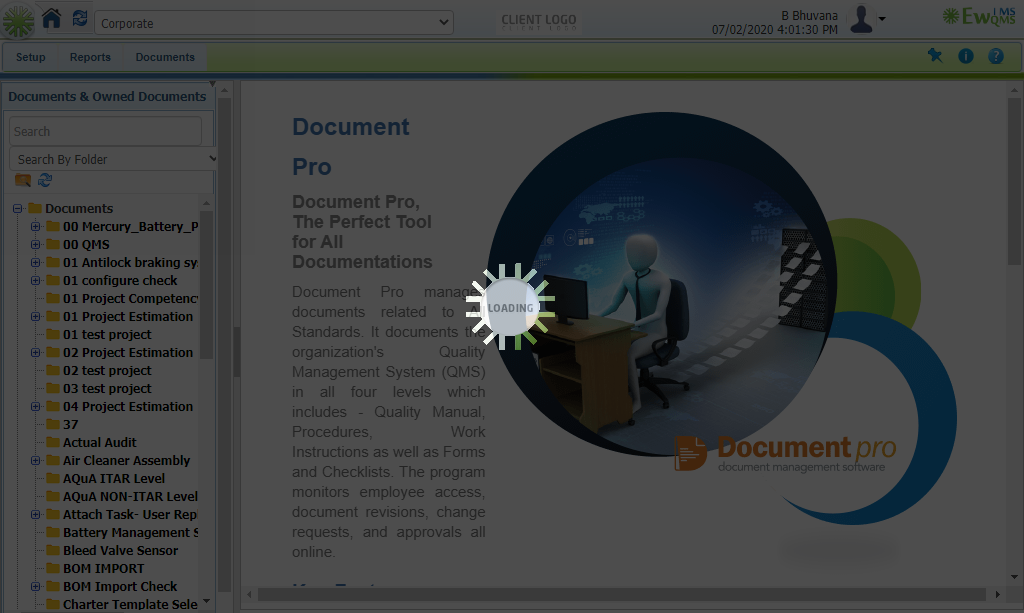 Corporate
CLIENT LOGO
B Bhuvana
07/02/2020 4:01:30 PM
EwQMS
LMS
Setup
Reports
Documents
Documents & Owned Documents
Search
Search By Folder
Documents
00 Mercury_Battery_P
00 QMS
01 Antilock braking sy
01 configure check
01 Project Competency
01 Project Estimation
01 test project
02 Project Estimation
02 test project
03 test project
04 Project Estimation
37
Actual Audit
Air Cleaner Assembly
AQuA ITAR Level
AQuA NON-ITAR Level
Attach Task- User Rep
Battery Management S
Bleed Valve Sensor
BOM IMPORT
BOM Import Check
Charter Template Sele
Document
Pro
Document Pro,
The Perfect Tool
for All
Documentations
Document Pro manages
documents related to All
Standards. It documents the
organization's Quality
Management System (QMS)
in all four levels which
includes - Quality Manual,
Procedures, Work
Instructions as well as Forms
and Checklists. The program
monitors employee access,
document revisions, change
requests, and approvals all
online.
LOADING
Document pro
document management software